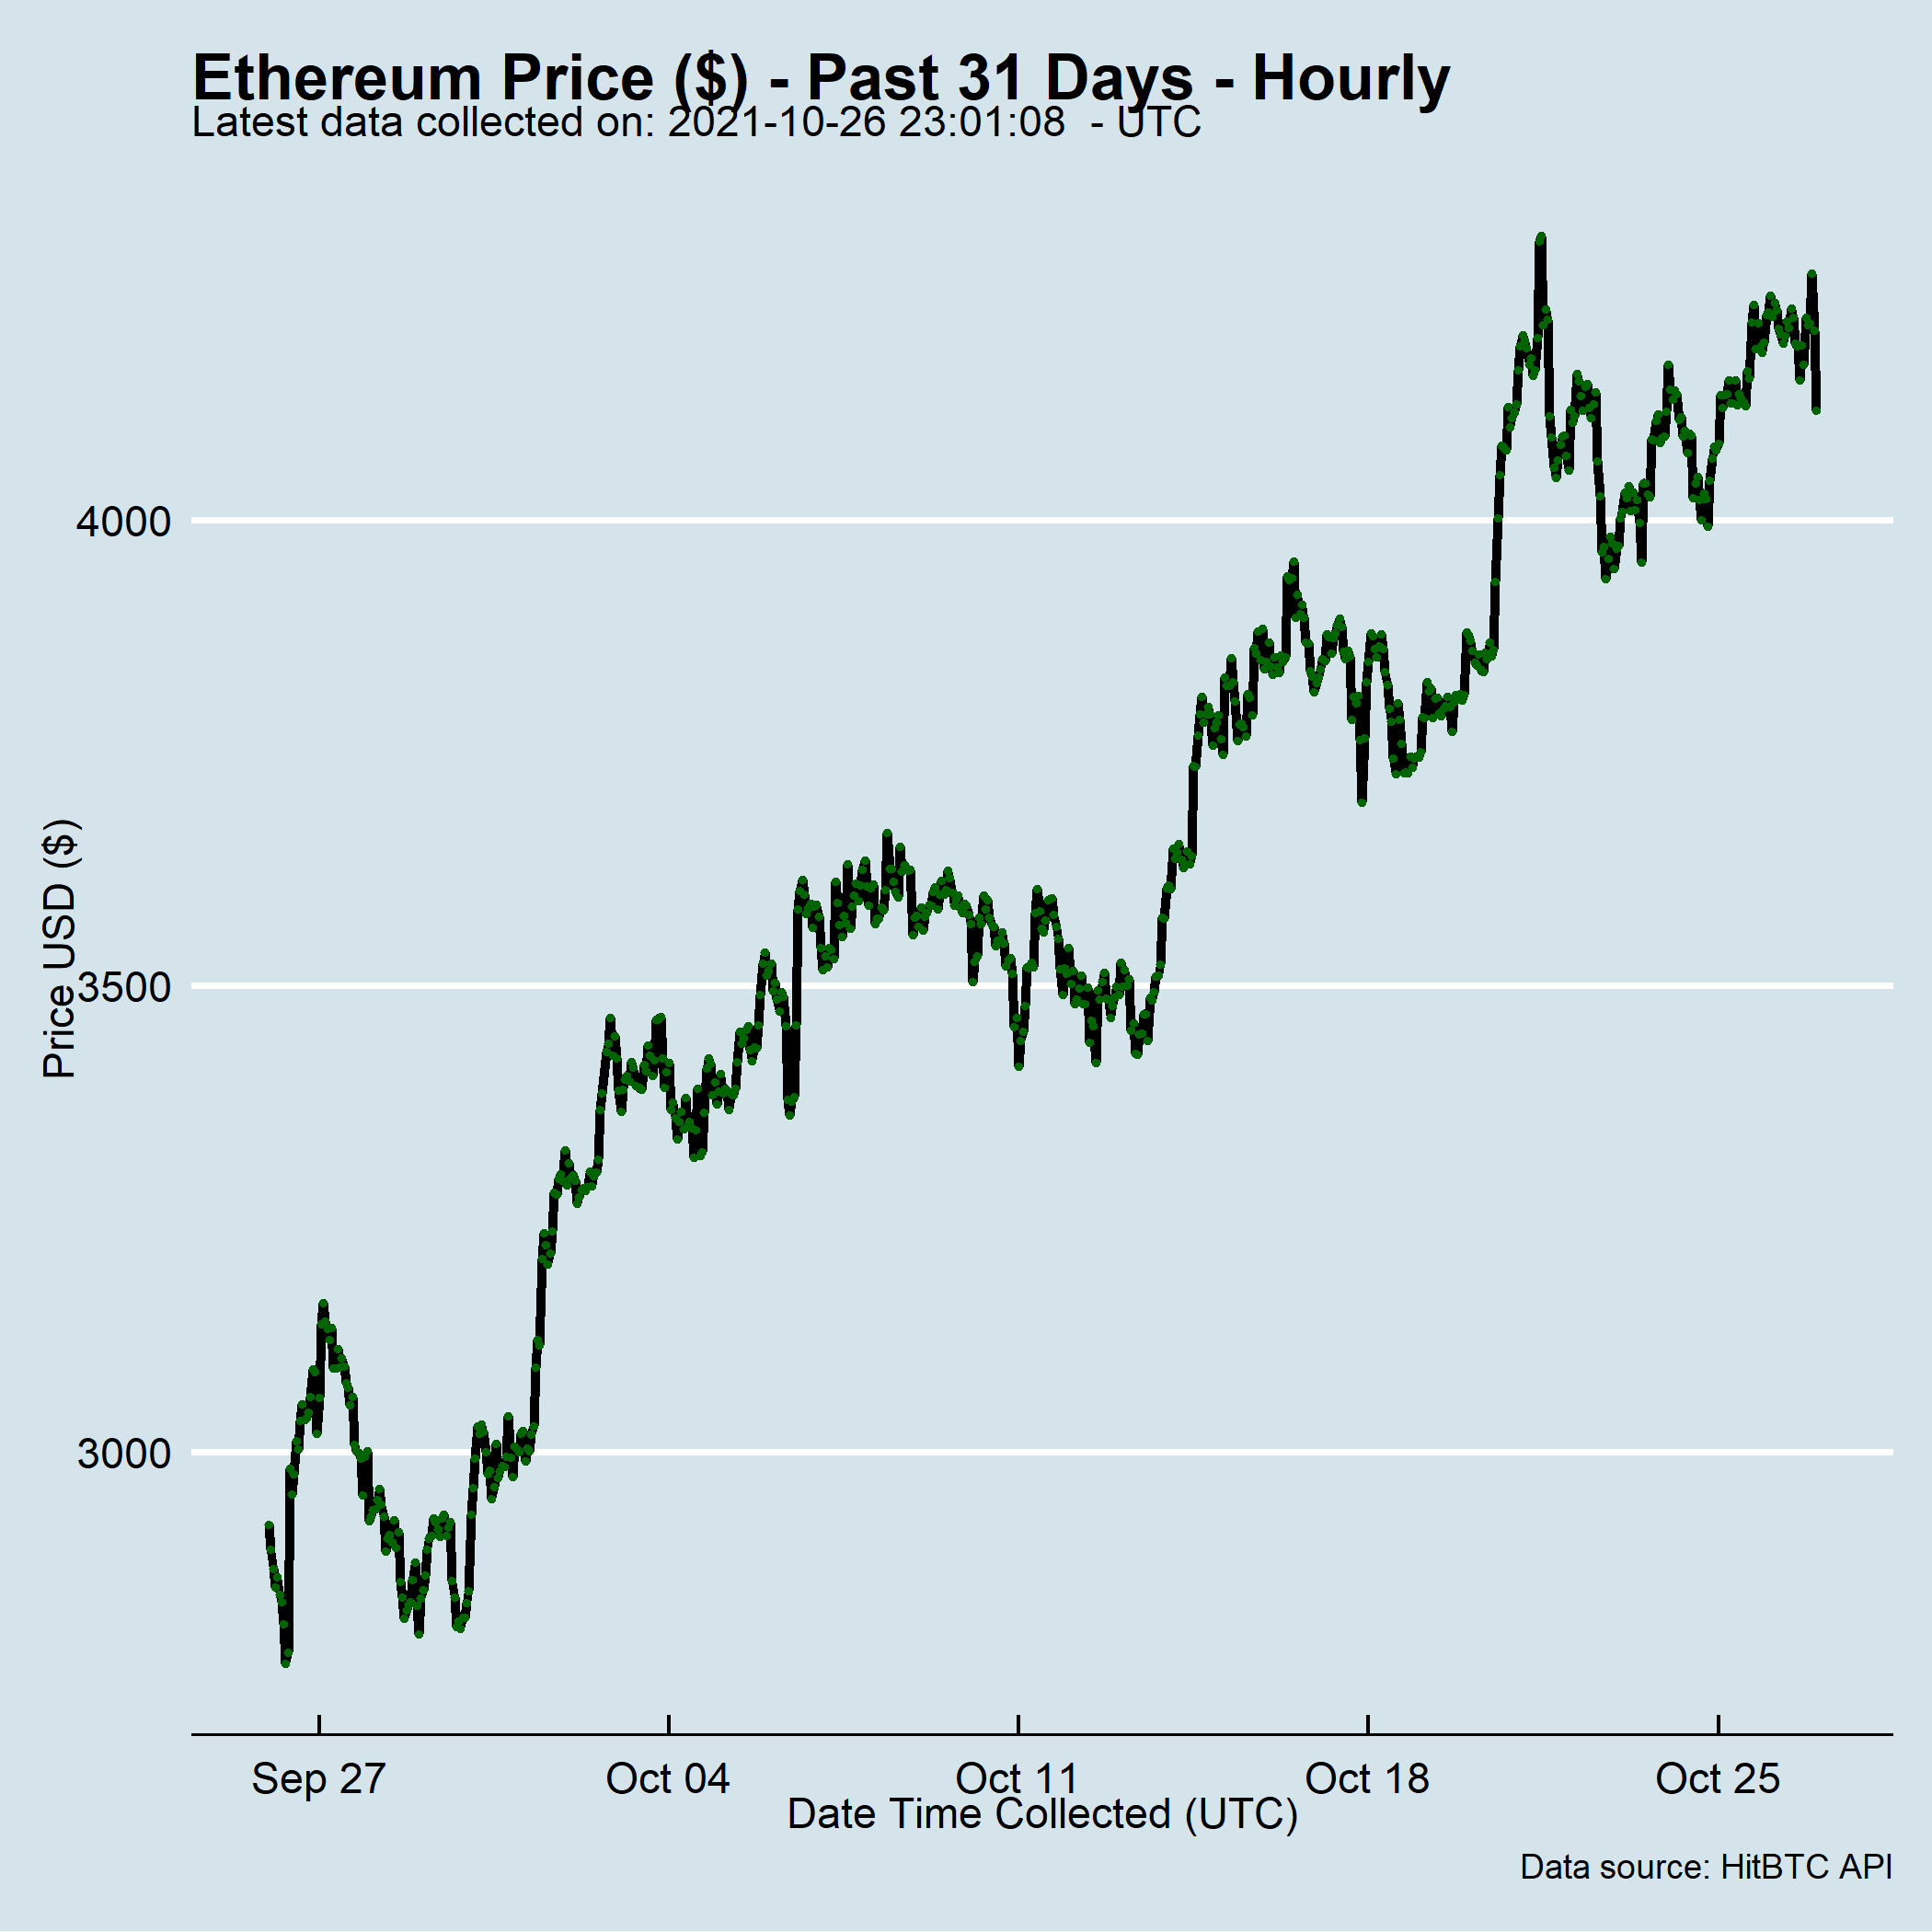 Ethereum Price ($) - Past 31 Days - Hourly
Latest data collected on: 2021-10-26 23:01:08  - UTC
Price USD ($)
4000
3500
3000
Sep 27
Oct 04
Oct 11
Oct 18
Oct 25
Date Time Collected (UTC)
Data source: HitBTC API